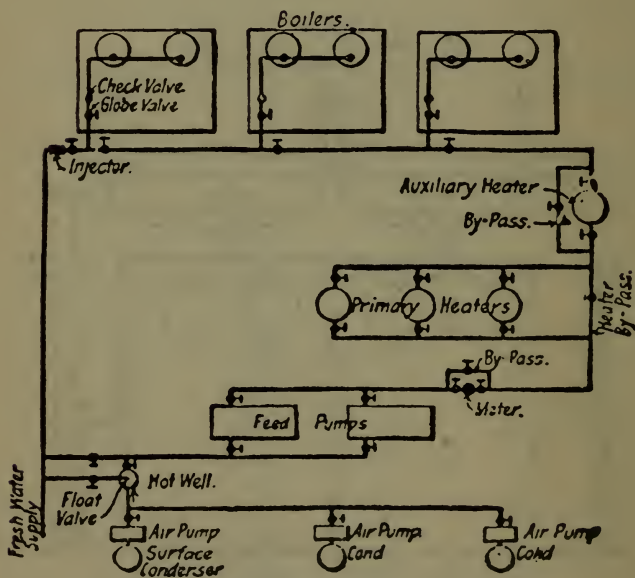 Boilers.
Check Valve
Globe Valve
Injector.
Auxiliary Heater
By-Pass.
Primary Heaters
Heater
By-Pass.
By-Pass.
Meter.
Feed Pumps
Hot Well.
Float
Valve
Fresh Water
Supply
Air Pump
Surface
Condenser
Air Pump
Cond
Air Pump
Cond